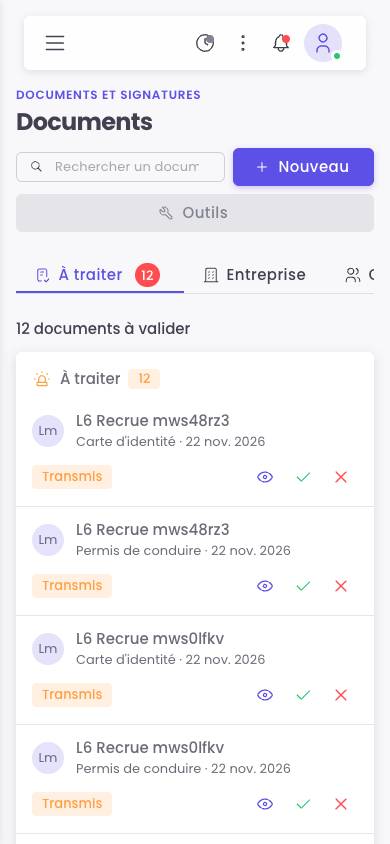 DOCUMENTS ET SIGNATURES
Documents
Rechercher un docum
Nouveau
Outils
À traiter 12 Entreprise
12 documents à valider
À traiter 12
Lm L6 Recrue mws48rz3
Carte d'identité · 22 nov. 2026
Transmis
Lm L6 Recrue mws48rz3
Permis de conduire · 22 nov. 2026
Transmis
Lm L6 Recrue mws0lfkv
Carte d'identité · 22 nov. 2026
Transmis
Lm L6 Recrue mws0lfkv
Permis de conduire · 22 nov. 2026
Transmis